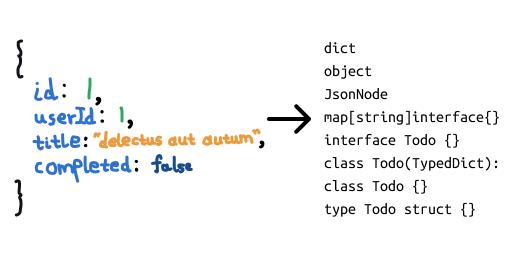 {
id: 1,
userId: 1,
title: "delectus aut autum",
completed: false
}
dict
object
JsonNode
map[string]interface{}
interface Todo {}
class Todo(TypedDict):
class Todo {}
type Todo struct {}